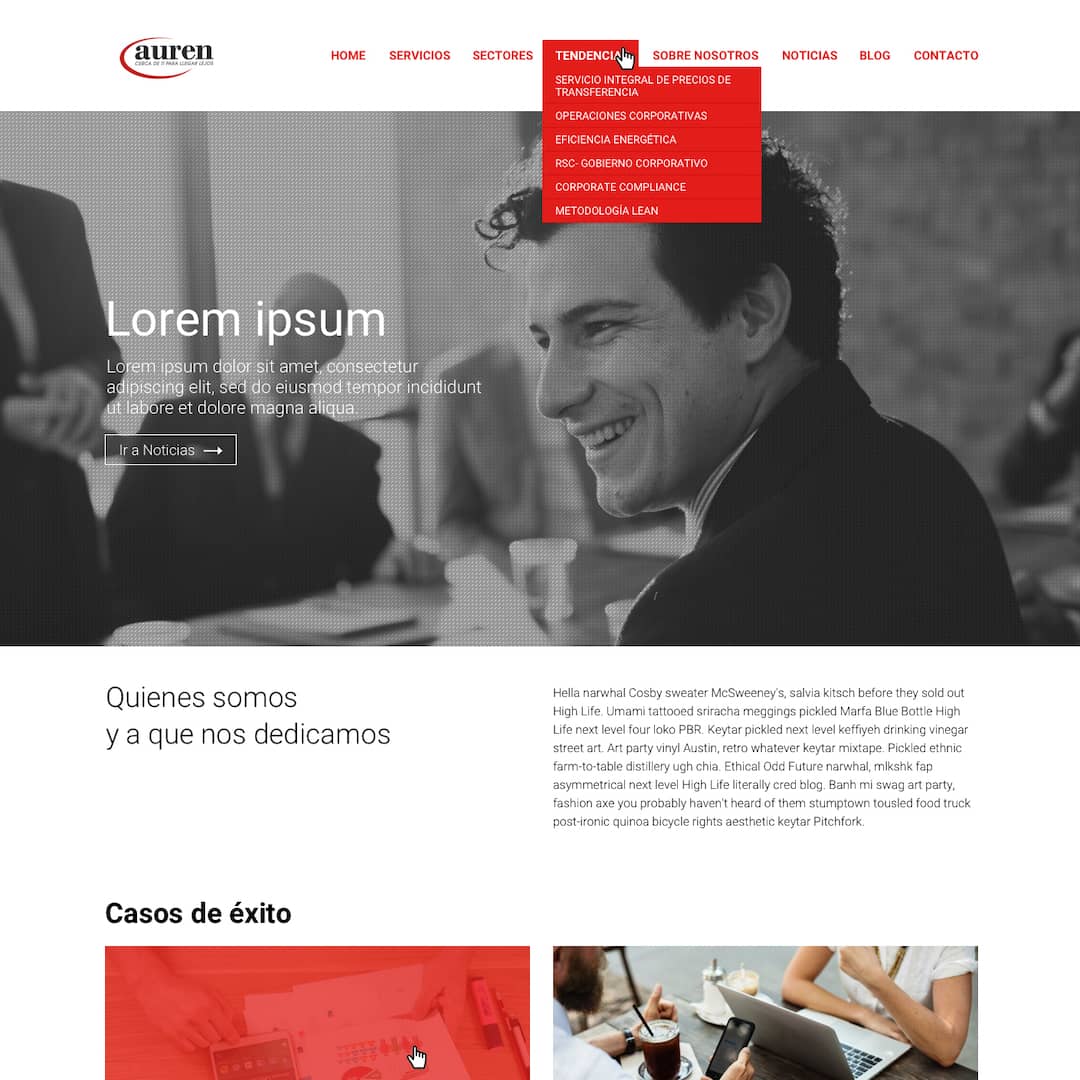 auren
CERCA DE TI PARA LLEGAR LEJOS
HOME SERVICIOS SECTORES TENDENCIA SOBRE NOSOTROS NOTICIAS BLOG CONTACTO
SERVICIO INTEGRAL DE PRECIOS DE
TRANSFERENCIA
OPERACIONES CORPORATIVAS
EFICIENCIA ENERGÉTICA
RSC- GOBIERNO CORPORATIVO
CORPORATE COMPLIANCE
METODOLOGÍA LEAN
Lorem ipsum
Lorem ipsum dolor sit amet, consectetur
adipiscing elit, sed do eiusmod tempor incididunt
ut labore et dolore magna aliqua.
Ir a Noticias
Quienes somos
y a que nos dedicamos
Hella narwhal Cosby sweater McSweeney's, salvia kitsch before they sold out
High Life. Umami tattooed sriracha meggings pickled Marfa Blue Bottle High
Life next level four loko PBR. Keytar pickled next level keffiyeh drinking vinegar
street art. Art party vinyl Austin, retro whatever keytar mixtape. Pickled ethnic
farm-to-table distillery ugh chia. Ethical Odd Future narwhal, mlkshk fap
asymmetrical next level High Life literally cred blog. Banh mi swag art party,
fashion axe you probably haven't heard of them stumptown tousled food truck
post-ironic quinoa bicycle rights aesthetic keytar Pitchfork.
Casos de éxito